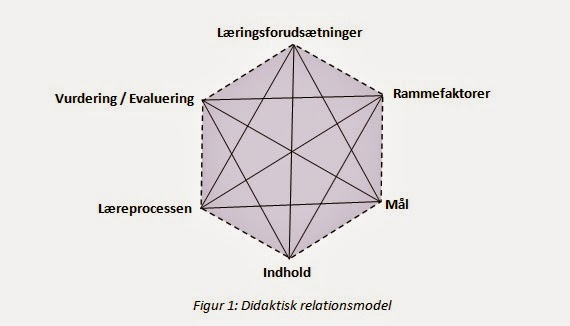 Læringsforudsætninger
Vurdering / Evaluering
Rammefaktorer
Læreprocessen
Mål
Indhold
Figur 1: Didaktisk relationsmodel